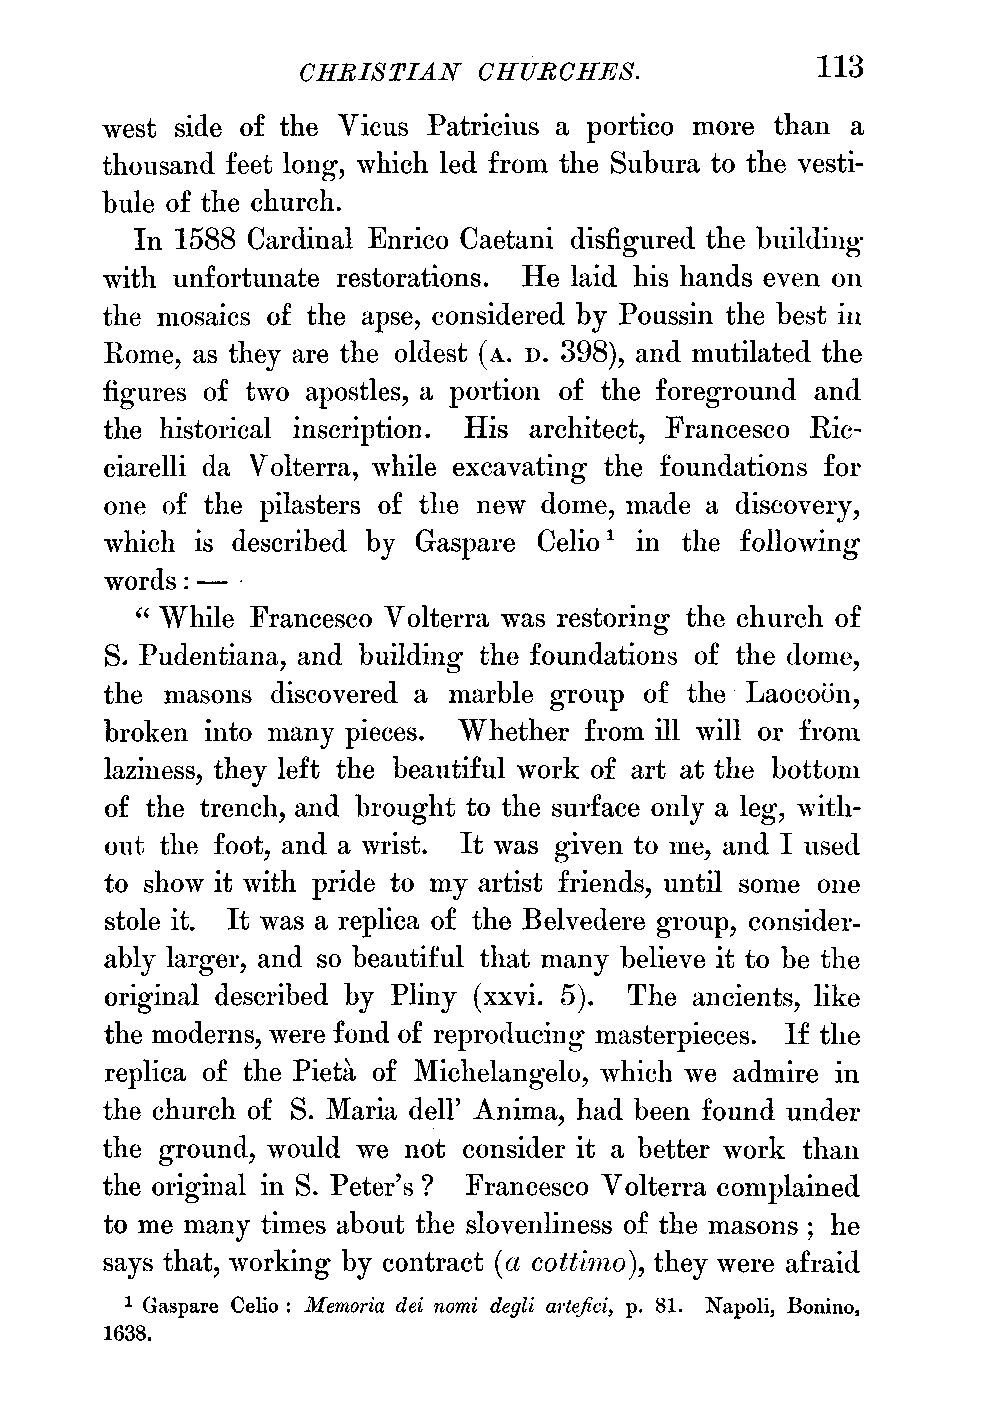 CHRISTIAN CHURCHES. 113
west side of the Vicus Patricius a portico more than a
thousand feet long, which led from the Subura to the vesti-
bule of the church.
In 1588 Cardinal Enrico Caetani disfigured the building
with unfortunate restorations. He laid his hands even on
the mosaics of the apse, considered by Poussin the best in
Rome, as they are the oldest (A. D. 398), and mutilated the
figures of two apostles, a portion of the foreground and
the historical inscription. His architect, Francesco Ric-
ciarelli da Volterra, while excavating the foundations for
one of the pilasters of the new dome, made a discovery,
which is described by Gaspare Celio ¹ in the following
words : —
“ While Francesco Volterra was restoring the church of
S. Pudentiana, and building the foundations of the dome,
the masons discovered a marble group of the Laocoön,
broken into many pieces. Whether from ill will or from
laziness, they left the beautiful work of art at the bottom
of the trench, and brought to the surface only a leg, with-
out the foot, and a wrist. It was given to me, and I used
to show it with pride to my artist friends, until some one
stole it. It was a replica of the Belvedere group, consider-
ably larger, and so beautiful that many believe it to be the
original described by Pliny (xxvi. 5). The ancients, like
the moderns, were fond of reproducing masterpieces. If the
replica of the Pietà of Michelangelo, which we admire in
the church of S. Maria dell’ Anima, had been found under
the ground, would we not consider it a better work than
the original in S. Peter’s ? Francesco Volterra complained
to me many times about the slovenliness of the masons ; he
says that, working by contract (a cottimo), they were afraid
¹ Gaspare Celio : Memoria dei nomi degli artefici, p. 81. Napoli, Bonino,
1638.